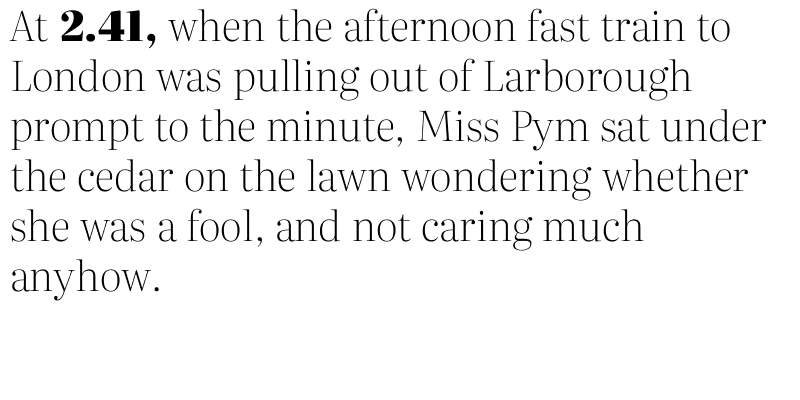 At 2.41, when the afternoon fast train to
London was pulling out of Larborough
prompt to the minute, Miss Pym sat under
the cedar on the lawn wondering whether
she was a fool, and not caring much
anyhow.